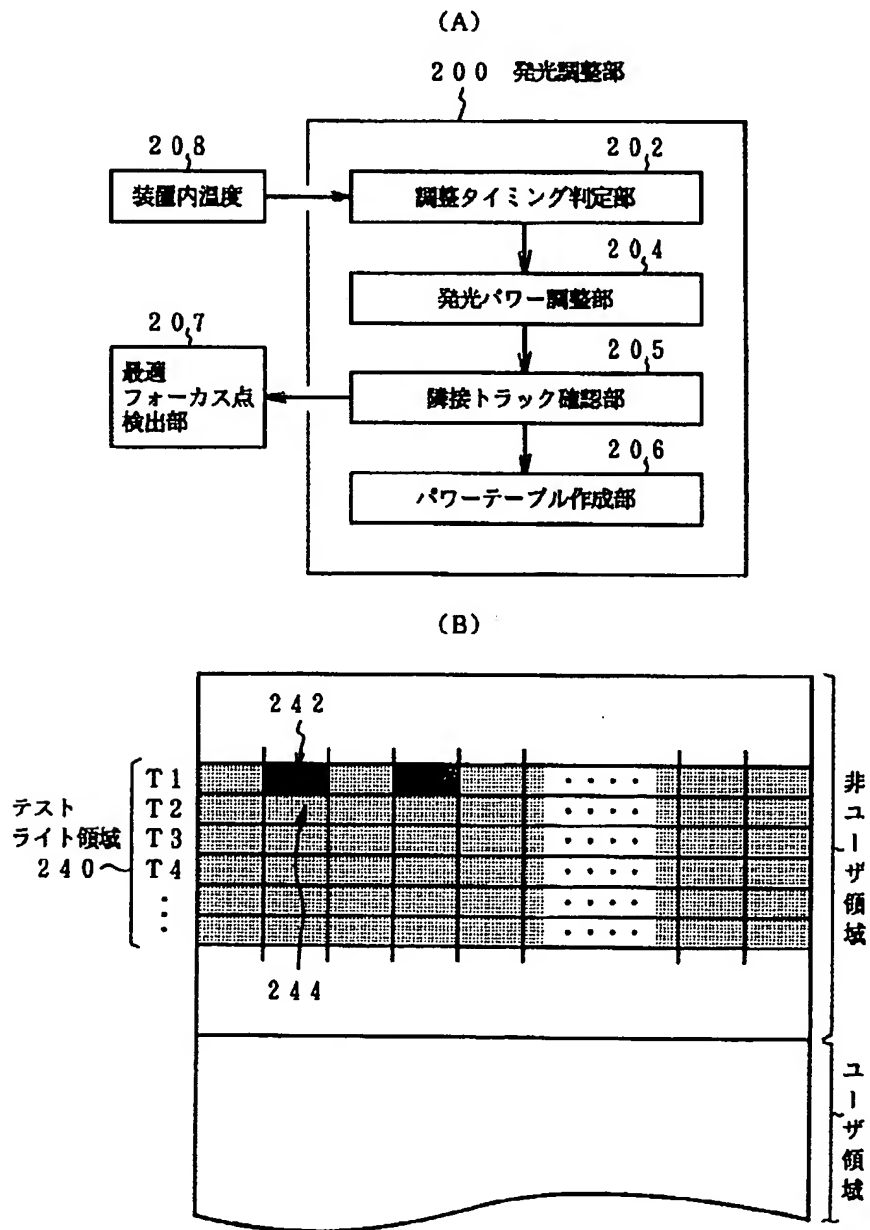 (A)
200 発光調整部
208
装置内温度
202
調整タイミング判定部
204
発光パワー調整部
207
最適
フォーカス点
検出部
205
隣接トラック確認部
206
パワーテーブル作成部
(B)
242
テスト
ライト領域
240
T1
T2
T3
T4
244
非ユーザ領域
ユーザ領域